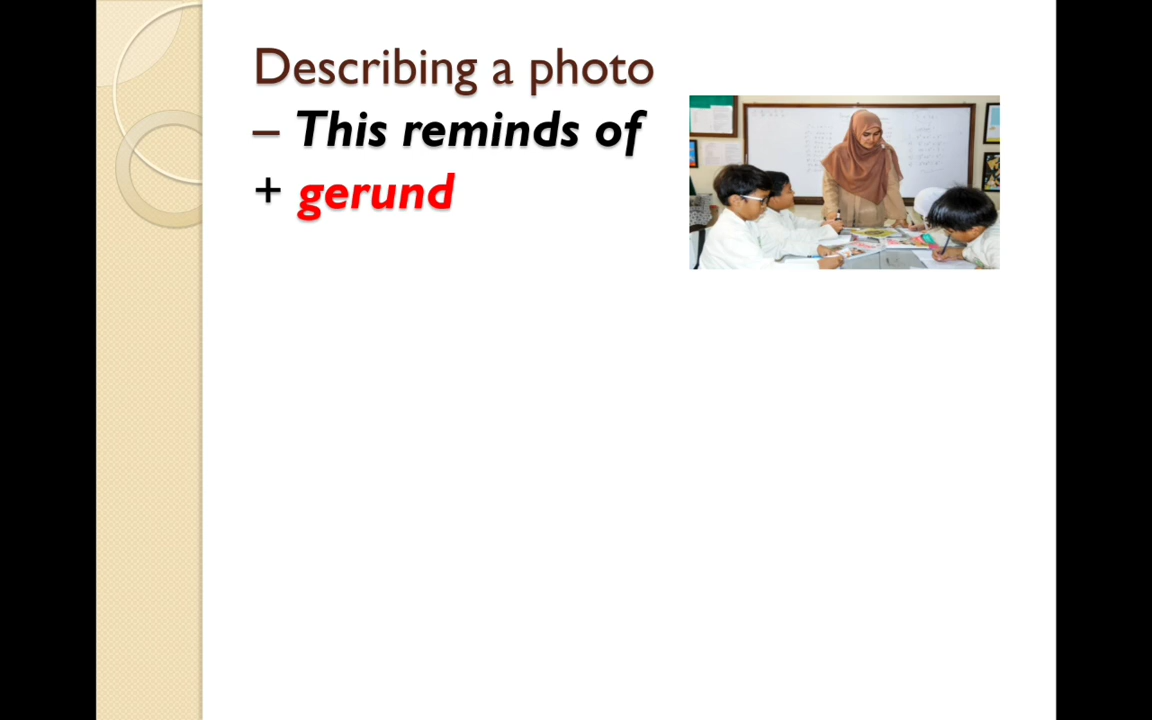 Describing a photo
– This reminds of
+ gerund